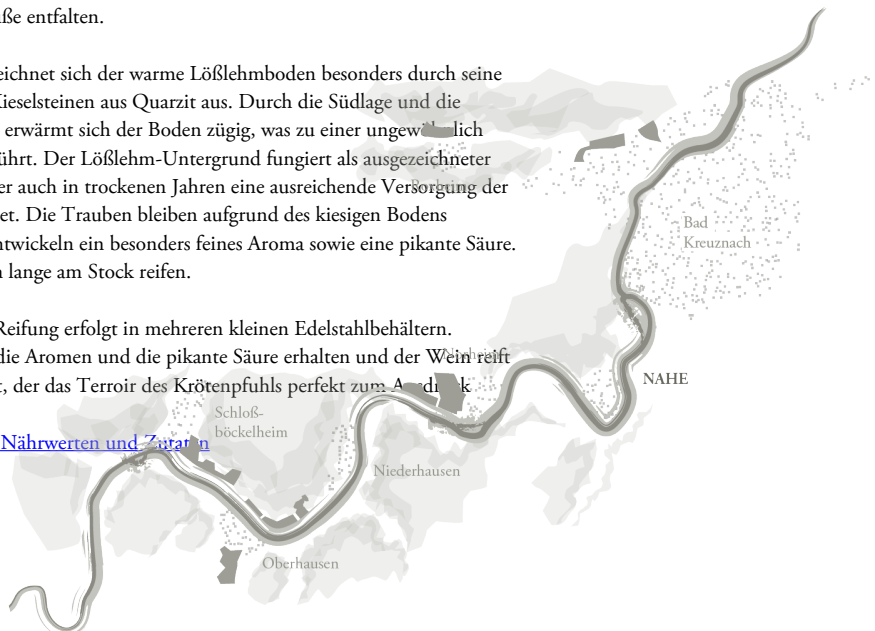 ße entfalten.
eichnet sich der warme Lößlehmboden besonders durch seine
ieselsteinen aus Quarzit aus. Durch die Südlage und die
erwärmt sich der Boden zügig, was zu einer
ührt. Der Lößlehm-Untergrund fungiert als ausgezeichneter
er auch in trockenen Jahren eine ausreichende Versorgung der
et. Die Trauben bleiben aufgrund des kiesigen Bodens
ntwickeln ein besonders feines Aroma sowie eine pikante Säure.
lange am Stock reifen.
Reifung erfolgt in mehreren kleinen Edelstahlbehältern.
die Aromen und die pikante Säure erhalten und der Wein reift
t, der das Terroir des Krötenpfuhls perfekt zum
Nährwerten und Zutaten
Bad
Kreuznach
Norheim
NAHE
Schloß-
böckelheim
Niederhausen
Oberhausen